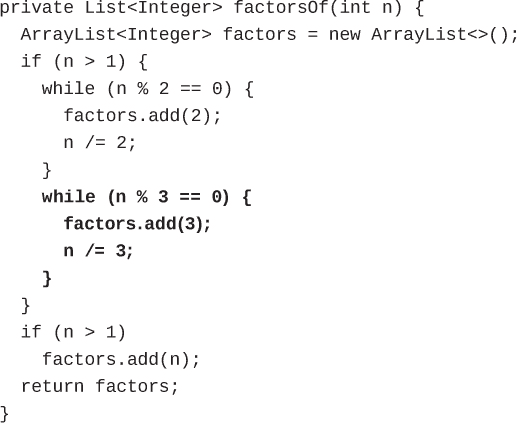 private List<Integer> factorsOf(int n) {
  ArrayList<Integer> factors = new ArrayList<>();
  if (n > 1) {
    while (n % 2 == 0) {
      factors.add(2);
      n /= 2;
    }
    while (n % 3 == 0) {
      factors.add(3);
      n /= 3;
    }
  }
  if (n > 1)
    factors.add(n);
  return factors;
}